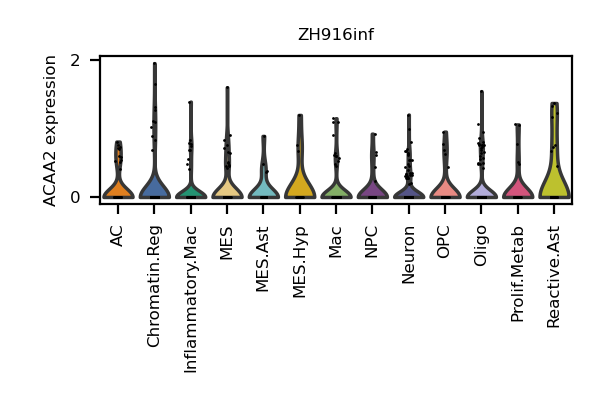 ZH916inf
ACAA2 expression
2
0
AC
Chromatin.Reg
Inflammatory.Mac
MES
MES.Ast
MES.Hyp
Mac
NPC
Neuron
OPC
Oligo
Prolif.Metab
Reactive.Ast